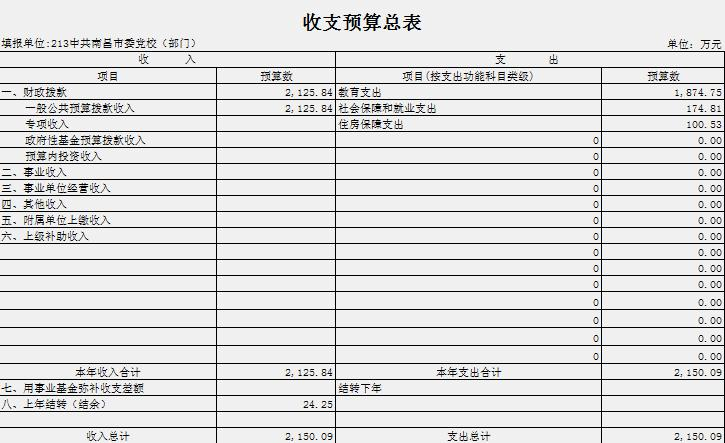 收支预算总表
填报单位:213中共南昌市委党校（部门）	单位：万元
收　入	支　出
项目	预算数	项目(按支出功能科目类级)	预算数
一、财政拨款	2,125.84	教育支出	1,874.75
一般公共预算拨款收入	2,125.84	社会保障和就业支出	174.81
专项收入	住房保障支出	100.53
政府性基金预算拨款收入	0	0.00
预算内投资收入	0	0.00
二、事业收入	0	0.00
三、事业单位经营收入	0	0.00
四、其他收入	0	0.00
五、附属单位上缴收入	0	0.00
六、上级补助收入	0	0.00
0	0.00
0	0.00
0	0.00
0	0.00
0	0.00
0	0.00
0	0.00
本年收入合计	2,125.84	本年支出合计	2,150.09
七、用事业基金弥补收支差额	结转下年
八、上年结转（结余）	24.25
收入总计	2,150.09	支出总计	2,150.09